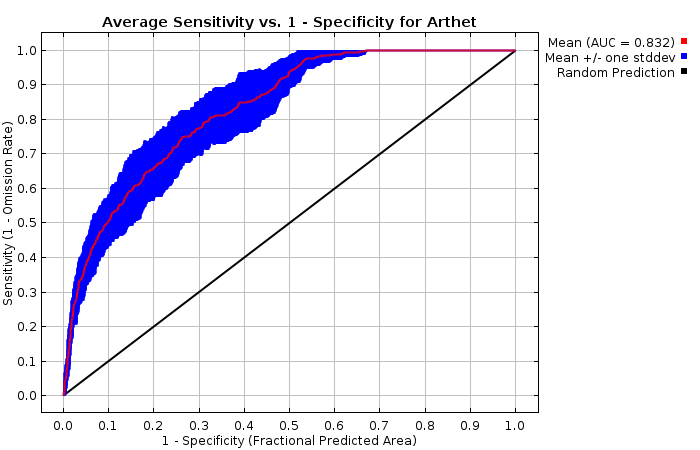 Average Sensitivity vs. 1 - Specificity for Arthet
Mean (AUC = 0.832)
Mean +/- one stddev
Random Prediction
Sensitivity (1 - Omission Rate)
1.0
0.9
0.8
0.7
0.6
0.5
0.4
0.3
0.2
0.1
0.0
0.0 0.1 0.2 0.3 0.4 0.5 0.6 0.7 0.8 0.9 1.0
1 - Specificity (Fractional Predicted Area)